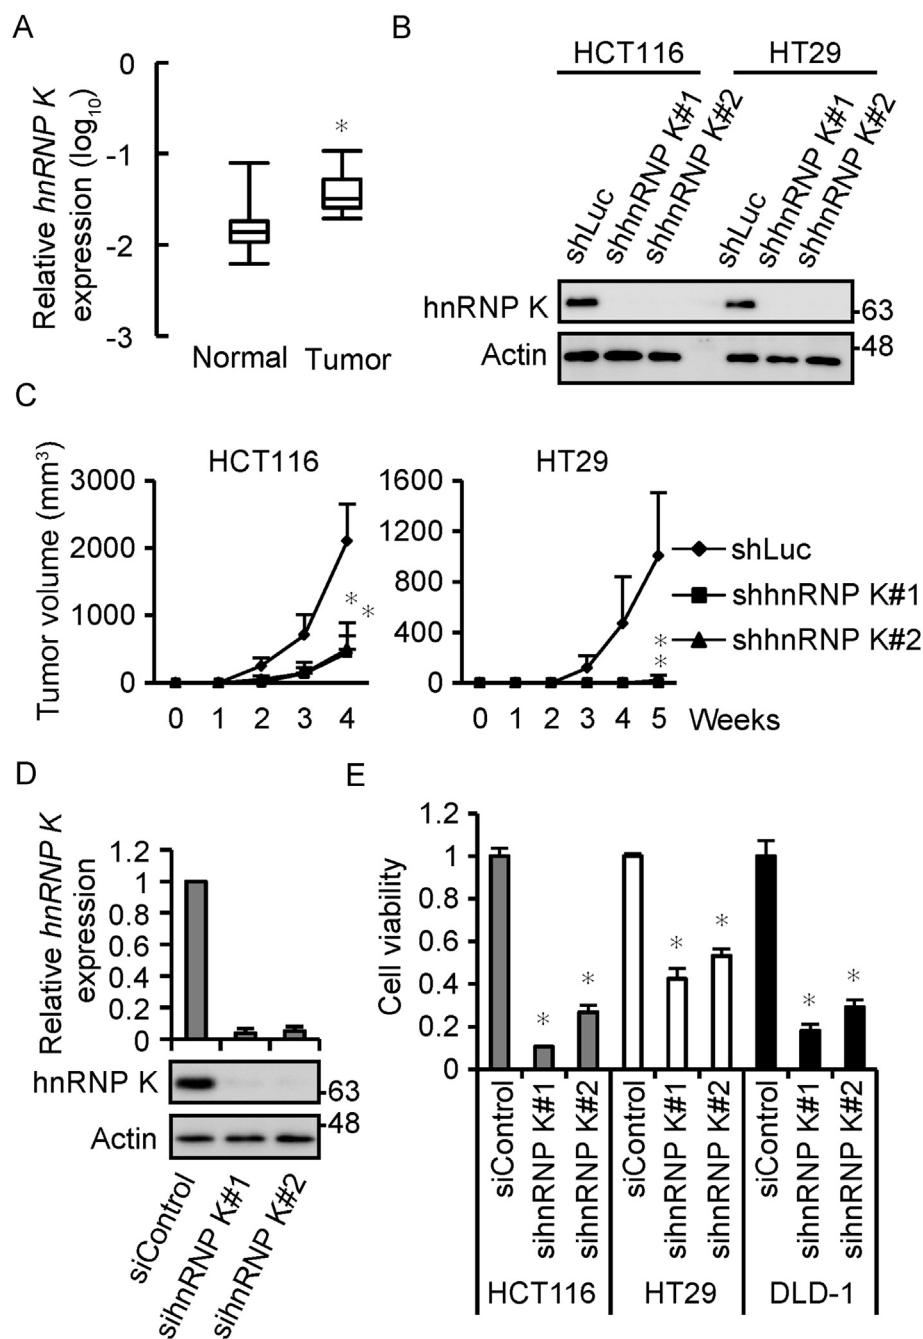 A
Relative hnRNP K
expression (log10)
0
-1
-2
-3
*
Normal
Tumor
B
HCT116
HT29
shLuc
shhnRNP K#1
shhnRNP K#2
shLuc
shhnRNP K#1
shhnRNP K#2
hnRNP K
63
Actin
48
C
HCT116
Tumor volume (mm3)
3000
2000
1000
0
*
*
0 1 2 3 4
HT29
1600
1200
800
400
0
*
*
0 1 2 3 4 5 Weeks
shLuc
shhnRNP K#1
shhnRNP K#2
D
Relative hnRNP K
expression
1.2
1
0.8
0.6
0.4
0.2
0
hnRNP K
63
Actin
48
siControl
sihnRNP K#1
sihnRNP K#2
E
Cell viability
1.2
1
0.8
0.6
0.4
0.2
0
*
*
*
*
*
*
siControl
sihnRNP K#1
sihnRNP K#2
siControl
sihnRNP K#1
sihnRNP K#2
siControl
sihnRNP K#1
sihnRNP K#2
HCT116
HT29
DLD-1